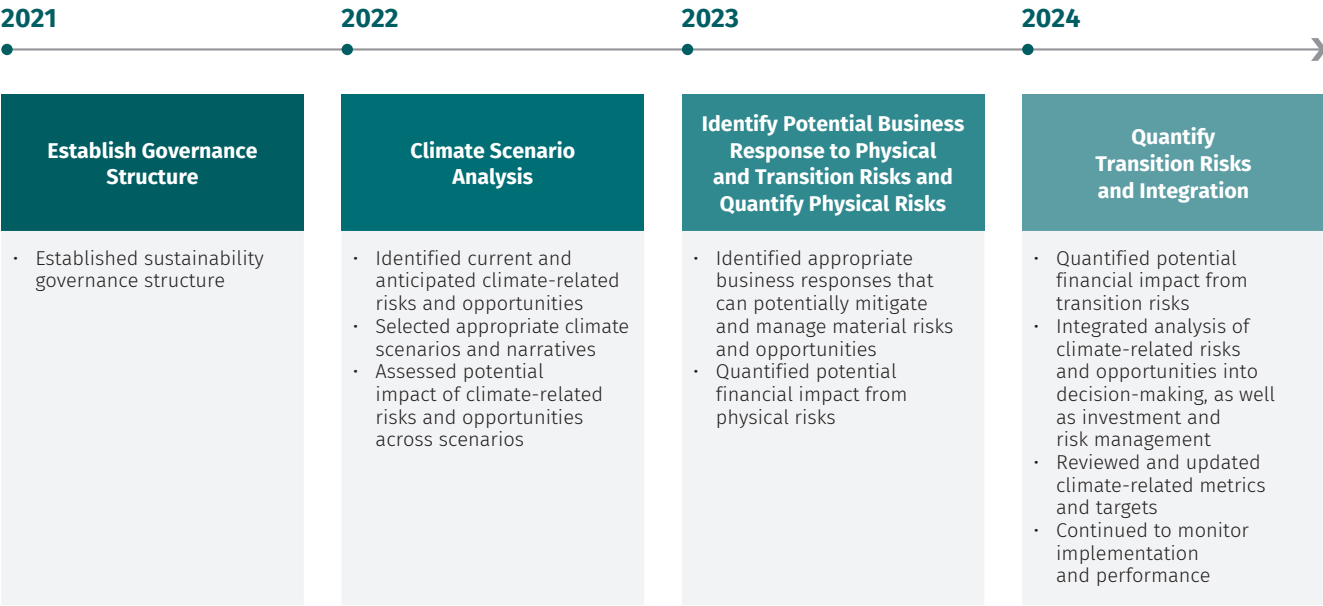 2021
2022
2023
2024
Establish Governance
Structure
Climate Scenario
Analysis
Identify Potential Business
Response to Physical
and Transition Risks and
Quantify Physical Risks
Quantify
Transition Risks
and Integration
• Established sustainability
governance structure
• Identified current and
anticipated climate-related
risks and opportunities
• Selected appropriate climate
scenarios and narratives
• Assessed potential
impact of climate-related
risks and opportunities
across scenarios
• Identified appropriate
business responses that
can potentially mitigate
and manage material risks
and opportunities
• Quantified potential
financial impact from
physical risks
• Quantified potential
financial impact from
transition risks
• Integrated analysis of
climate-related risks
and opportunities into
decision-making, as well
as investment and
risk management
• Reviewed and updated
climate-related metrics
and targets
• Continued to monitor
implementation
and performance